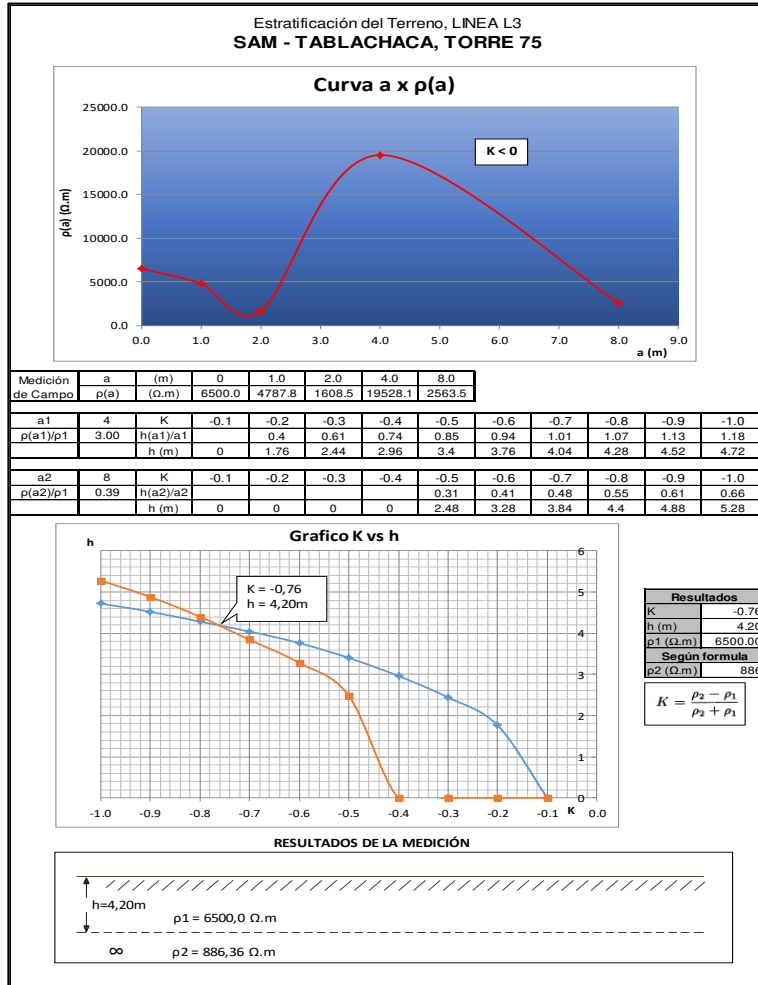 Estratificación del Terreno, LINEA L3
SAM - TABLACHACA, TORRE 75
Curva a x ρ(a)
25000.0
20000.0
15000.0
10000.0
5000.0
0.0
ρ(a) (Ω.m)
K < 0
0.0 1.0 2.0 3.0 4.0 5.0 6.0 7.0 8.0 9.0
a (m)
Medición de Campo a (m) 0 1.0 2.0 4.0 8.0
ρ(a) (Ω.m) 6500.0 4787.8 1608.5 19528.1 2563.5
a1 4 K -0.1 -0.2 -0.3 -0.4 -0.5 -0.6 -0.7 -0.8 -0.9 -1.0
ρ(a1)/ρ1 3.00 h(a1)/a1 0.4 0.61 0.74 0.85 0.94 1.01 1.07 1.13 1.18
h (m) 0 1.76 2.44 2.96 3.4 3.76 4.04 4.28 4.52 4.72
a2 8 K -0.1 -0.2 -0.3 -0.4 -0.5 -0.6 -0.7 -0.8 -0.9 -1.0
ρ(a2)/ρ1 0.39 h(a2)/a2 0.31 0.41 0.48 0.55 0.61 0.66
h (m) 0 0 0 0 2.48 3.28 3.84 4.4 4.88 5.28
Grafico K vs h
h
K = -0,76
h = 4,20m
6
5
4
3
2
1
0
-1.0 -0.9 -0.8 -0.7 -0.6 -0.5 -0.4 -0.3 -0.2 -0.1 0.0
K
Resultados
K -0.76
h (m) 4.20
ρ1 (Ω.m) 6500.00
Según formula
ρ2 (Ω.m) 886
K = (ρ2 − ρ1)/(ρ2 + ρ1)
RESULTADOS DE LA MEDICIÓN
h=4,20m
ρ1 = 6500,0 Ω.m
∞ ρ2 = 886,36 Ω.m